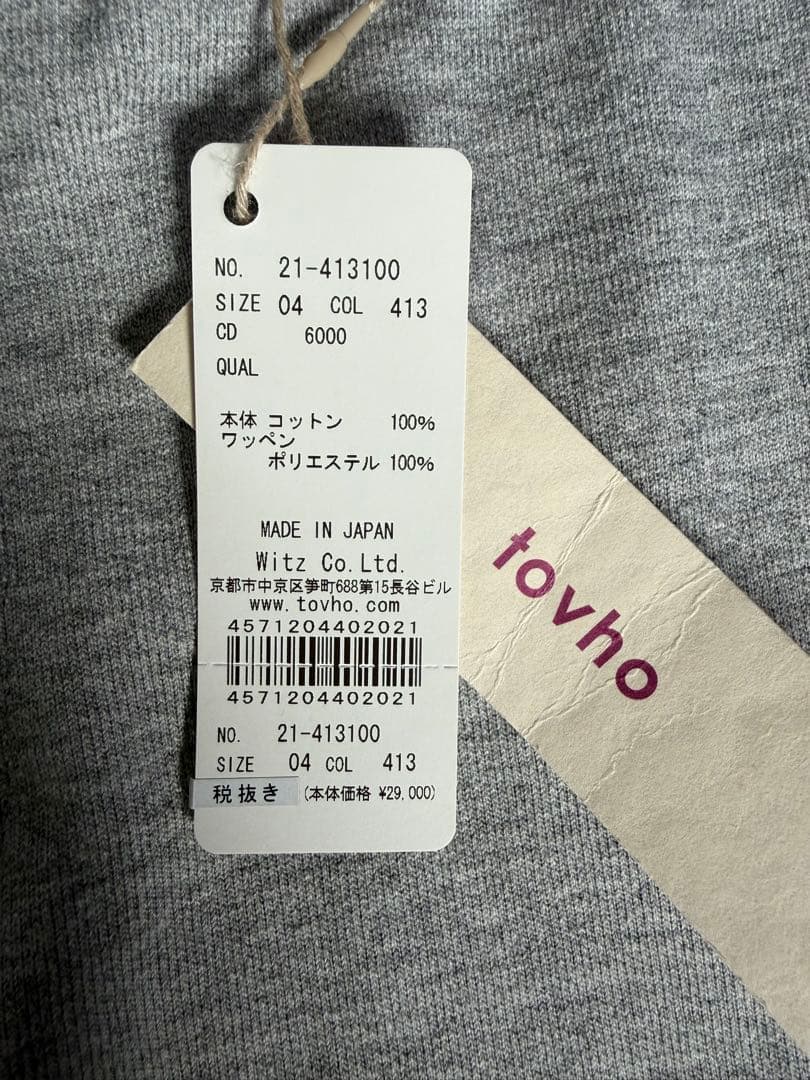 NO. 21-413100
SIZE 04 COL 413
CD 6000
QUAL
本体 コットン 100%
ワッペン
ポリエステル 100%
MADE IN JAPAN
Witz Co.Ltd.
京都市中京区笋町688第15長谷ビル
www.tovho.com
4571204402021
4571204402021
NO. 21-413100
SIZE 04 COL 413
税抜き (本体価格 ¥29,000)
tovho